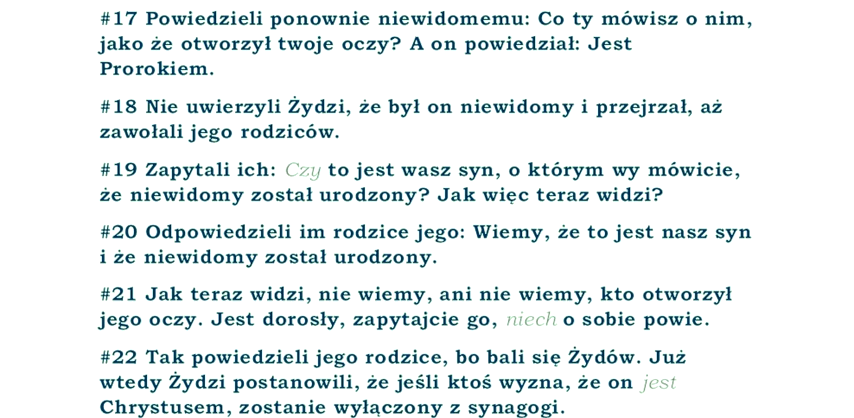 #17 Powiedzieli ponownie niewidomemu: Co ty mówisz o nim,
jako że otworzył twoje oczy? A on powiedział: Jest
Prorokiem.
#18 Nie uwierzyli Żydzi, że był on niewidomy i przejrzał, aż
zawołali jego rodziców.
#19 Zapytali ich: Czy to jest wasz syn, o którym wy mówicie,
że niewidomy został urodzony? Jak więc teraz widzi?
#20 Odpowiedzieli im rodzice jego: Wiemy, że to jest nasz syn
i że niewidomy został urodzony.
#21 Jak teraz widzi, nie wiemy, ani nie wiemy, kto otworzył
jego oczy. Jest dorosły, zapytajcie go, niech o sobie powie.
#22 Tak powiedzieli jego rodzice, bo bali się Żydów. Już
wtedy Żydzi postanowili, że jeśli ktoś wyzna, że on jest
Chrystusem, zostanie wyłączony z synagogi.